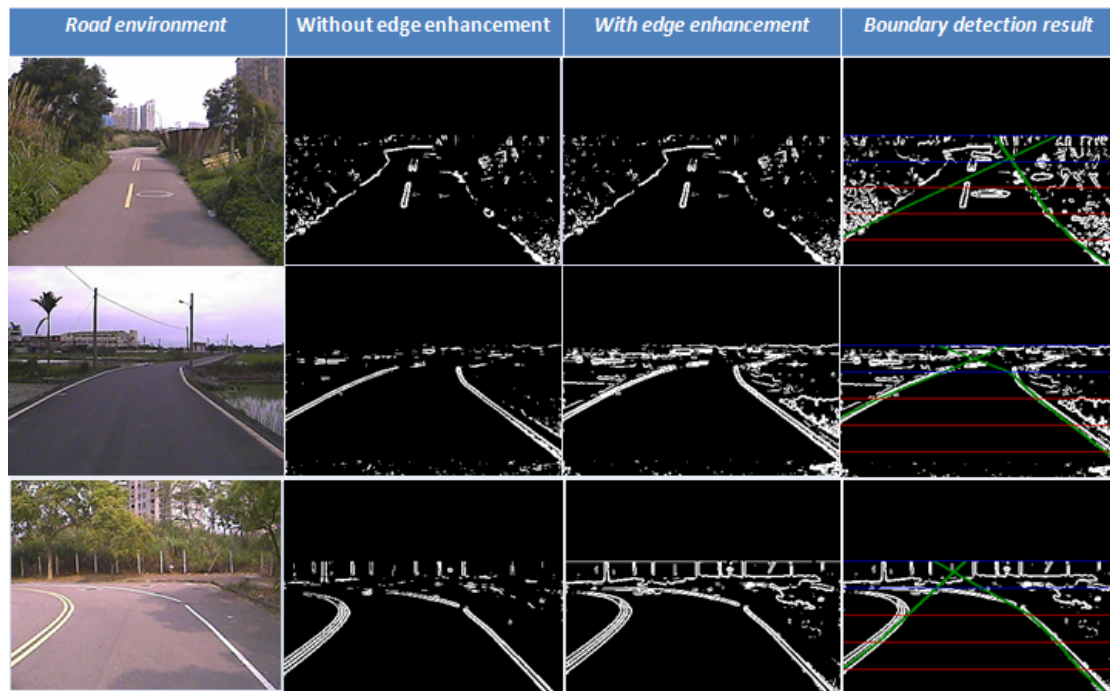 Road environment
Without edge enhancement
With edge enhancement
Boundary detection result